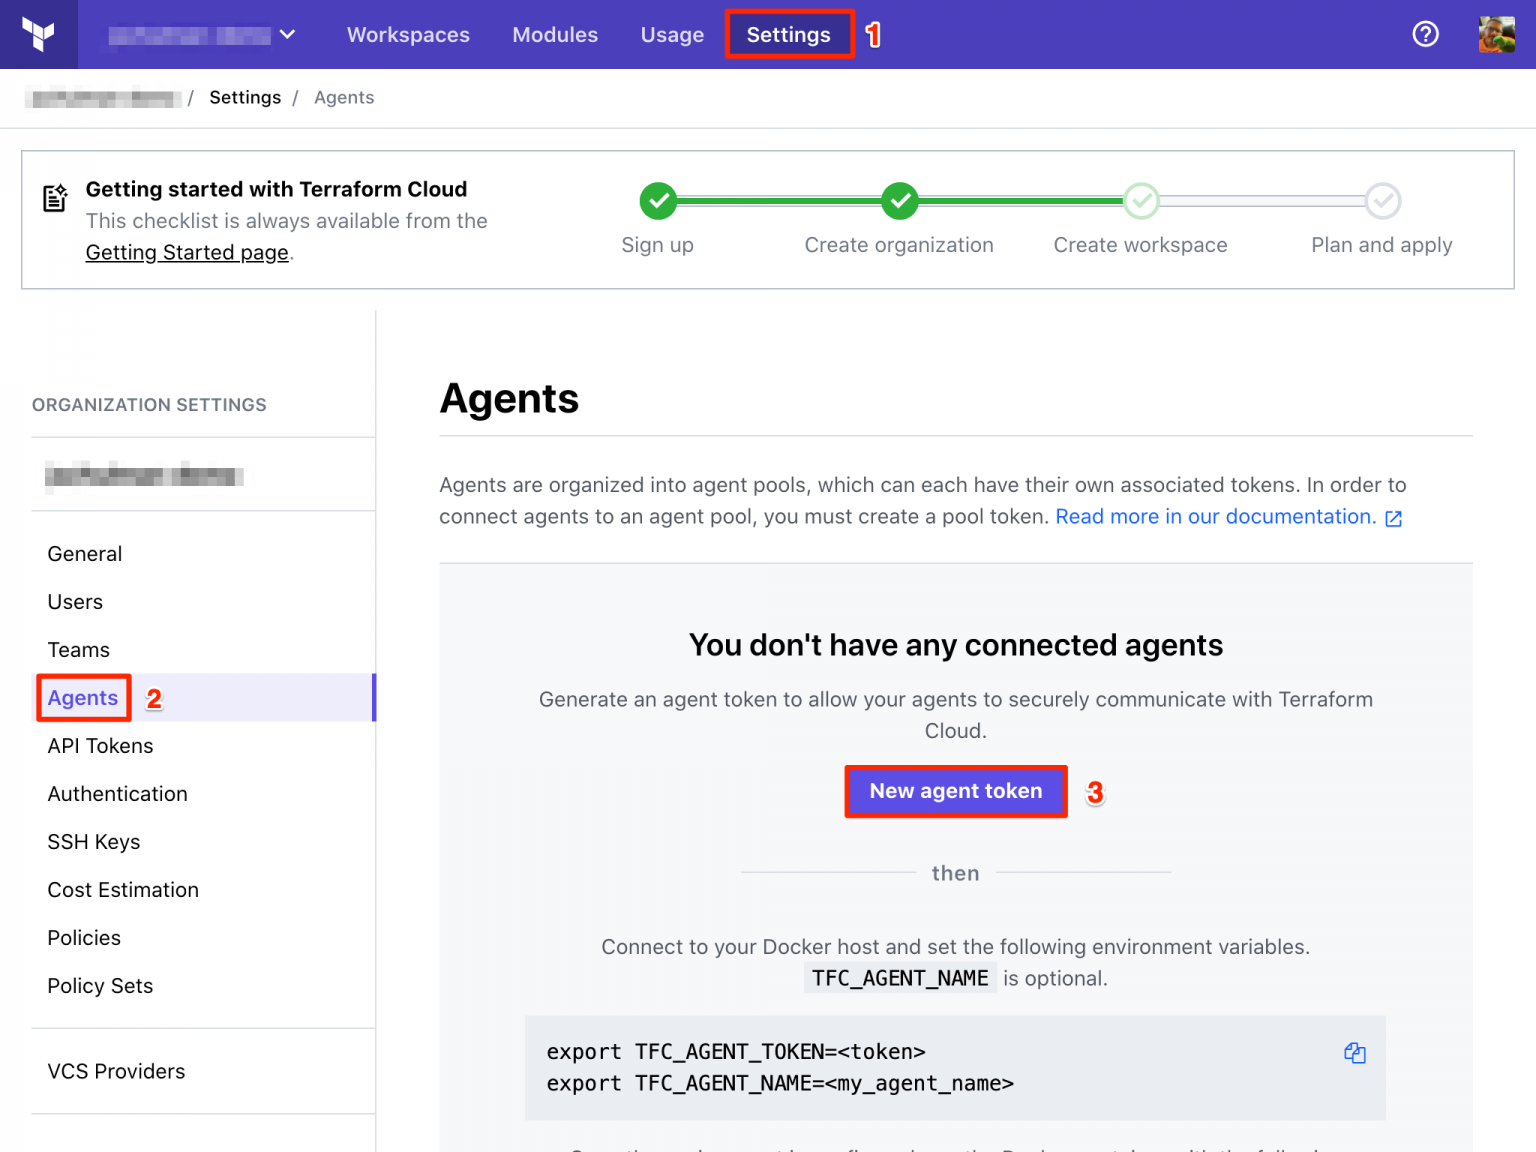 Workspaces Modules Usage Settings 1
/ Settings / Agents
Getting started with Terraform Cloud
This checklist is always available from the
Getting Started page.
Sign up Create organization Create workspace Plan and apply
ORGANIZATION SETTINGS
General
Users
Teams
Agents 2
API Tokens
Authentication
SSH Keys
Cost Estimation
Policies
Policy Sets
VCS Providers
Agents
Agents are organized into agent pools, which can each have their own associated tokens. In order to
connect agents to an agent pool, you must create a pool token. Read more in our documentation.
You don't have any connected agents
Generate an agent token to allow your agents to securely communicate with Terraform
Cloud.
New agent token 3
then
Connect to your Docker host and set the following environment variables.
TFC_AGENT_NAME is optional.
export TFC_AGENT_TOKEN=<token>
export TFC_AGENT_NAME=<my_agent_name>